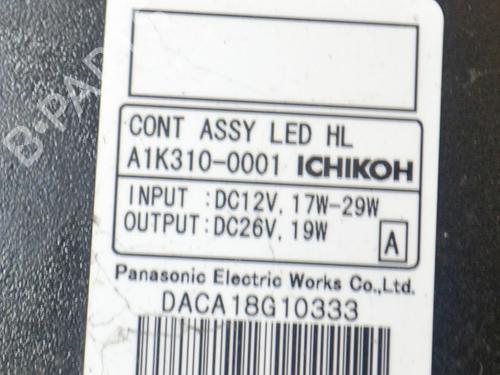 B-PARTS
CONT ASSY LED HL
A1K310-0001 ICHIKOH
INPUT :DC12V, 17W-29W
OUTPUT:DC26V, 19W
A
Panasonic Electric Works Co.,Ltd.
DACA18G10333